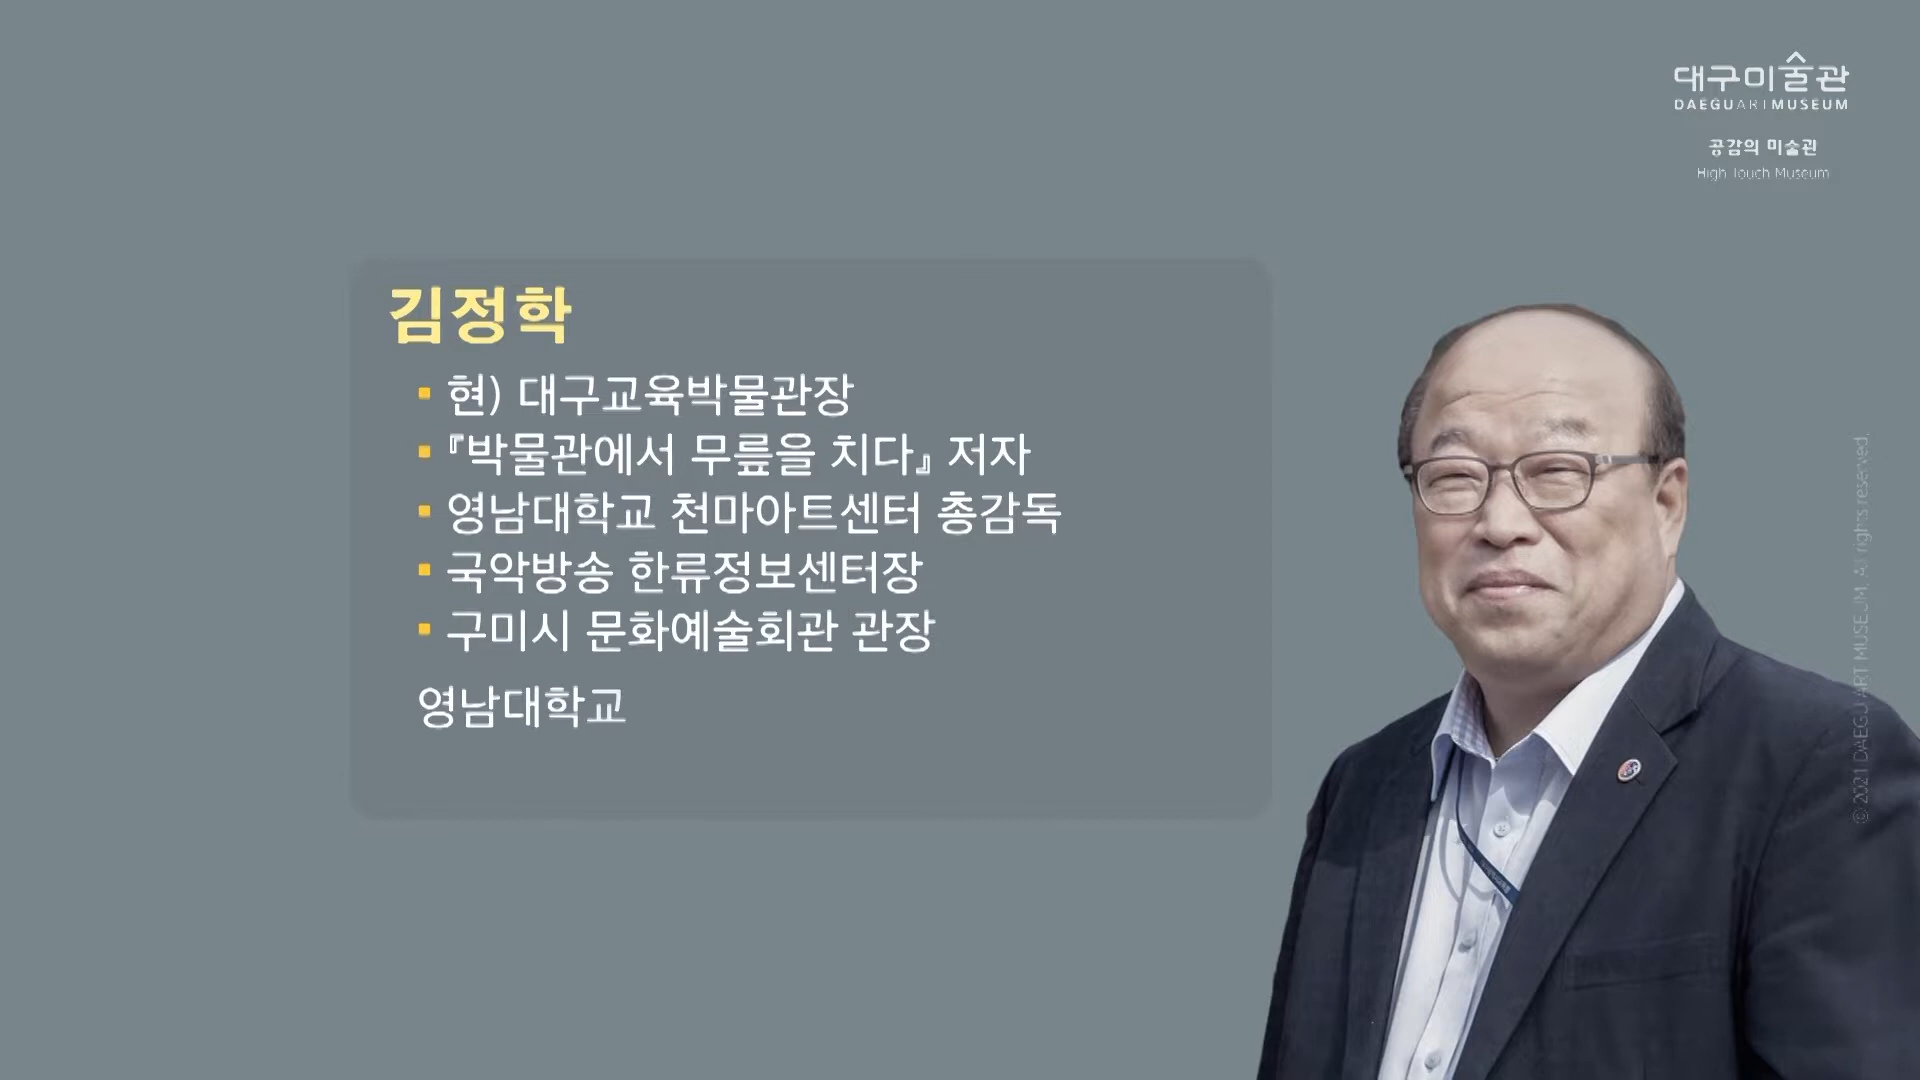 대구미술관
DAEGUARTMUSEUM
공감의 미술관
High Touch Museum
김정학
▪ 현) 대구교육박물관장
▪ 『박물관에서 무릎을 치다』 저자
▪ 영남대학교 천마아트센터 총감독
▪ 국악방송 한류정보센터장
▪ 구미시 문화예술회관 관장
영남대학교
© 2021 DAEGU ART MUSEUM. All rights reserved.